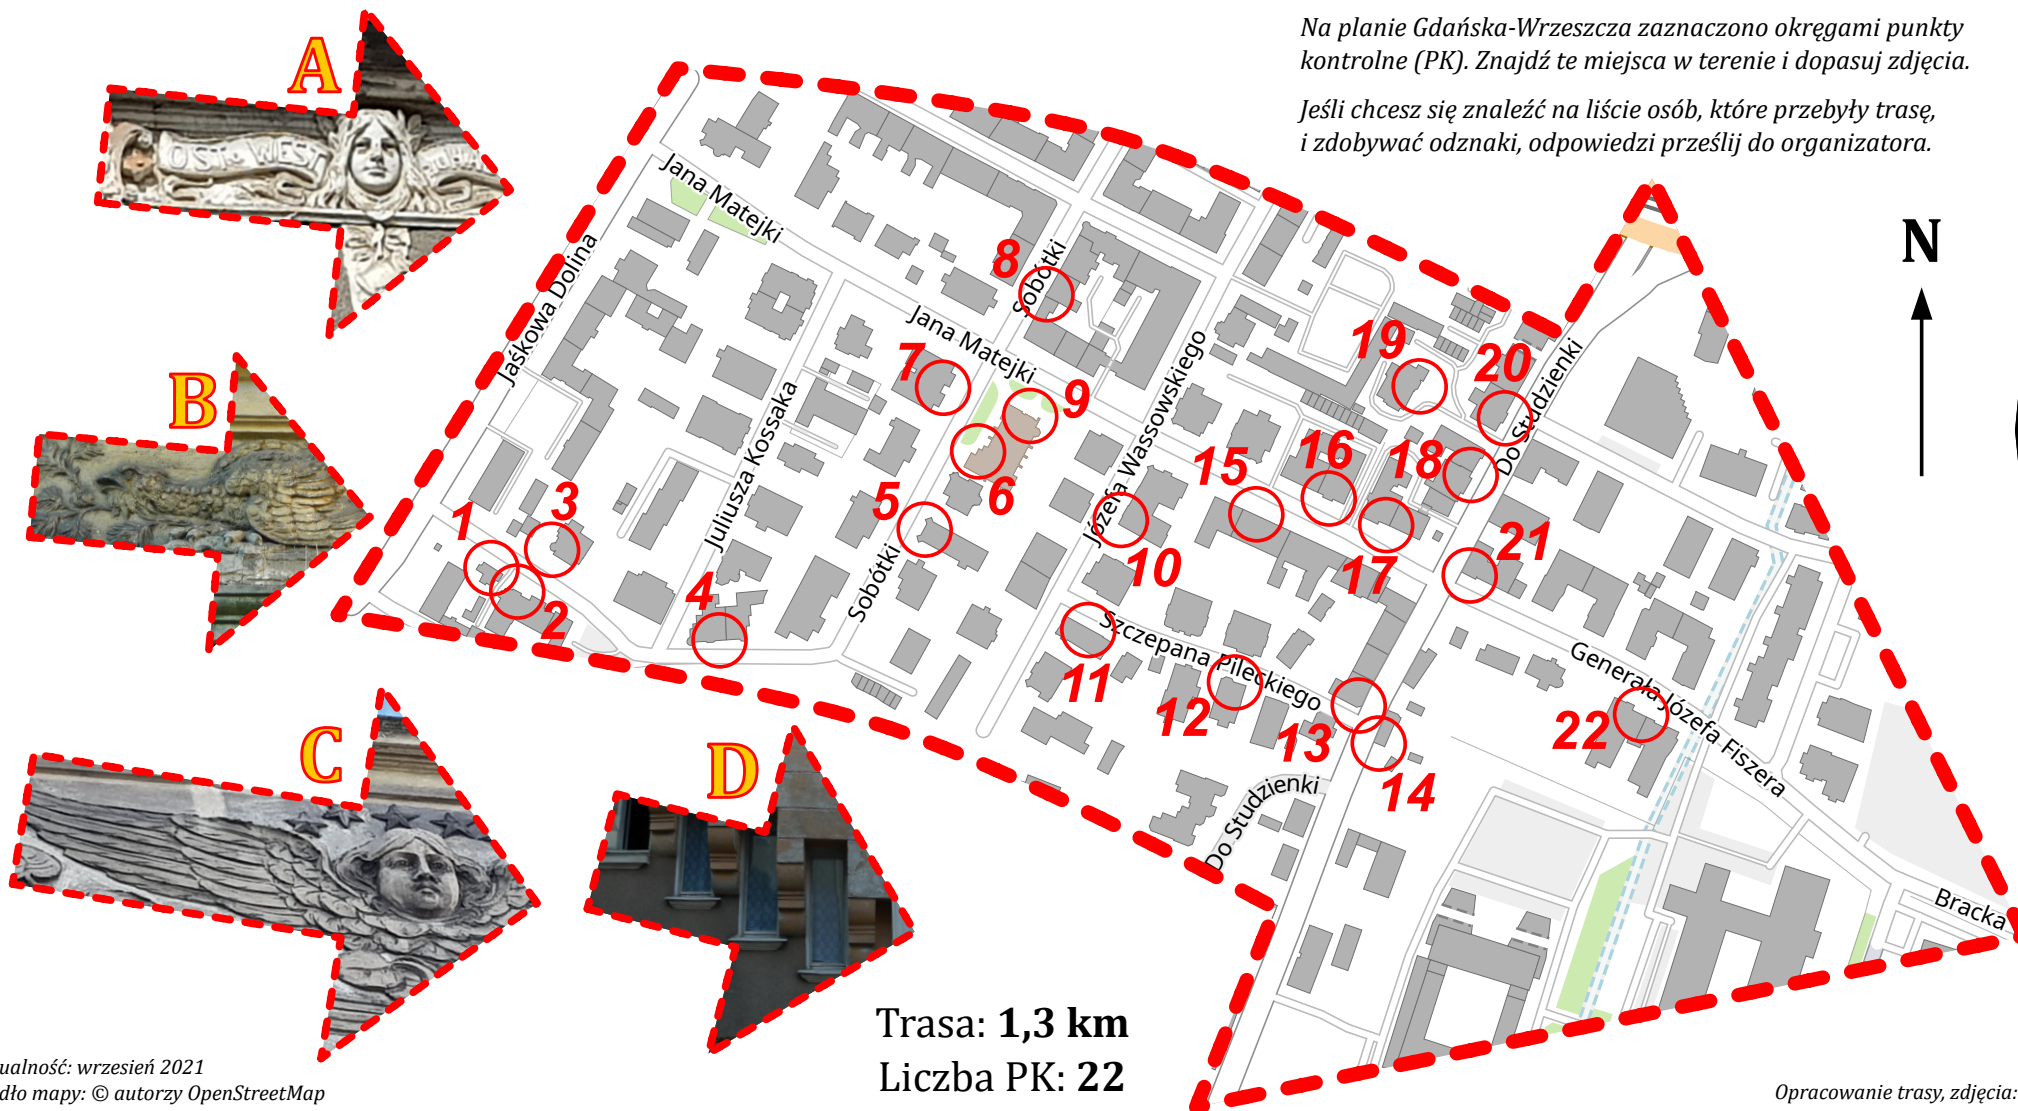 Na planie Gdańska-Wrzeszcza zaznaczono okręgami punkty
kontrolne (PK). Znajdź te miejsca w terenie i dopasuj zdjęcia.
Jeśli chcesz się znaleźć na liście osób, które przebyły trasę,
i zdobywać odznaki, odpowiedzi prześlij do organizatora.
A
OST WEST
B
C
D
N
Jana Matejki
Jaśkowa Dolina
Sobótki
Jana Matejki
Juliusza Kossaka
Sobótki
Józefa Wassowskiego
Szczepana Pileckiego
Do Studzienki
Do Studzienki
Generała Józefa Fiszera
Bracka
1
2
3
4
5
6
7
8
9
10
11
12
13
14
15
16
17
18
19
20
21
22
Trasa: 1,3 km
Liczba PK: 22
ualność: wrzesień 2021
dło mapy: © autorzy OpenStreetMap
Opracowanie trasy, zdjęcia: